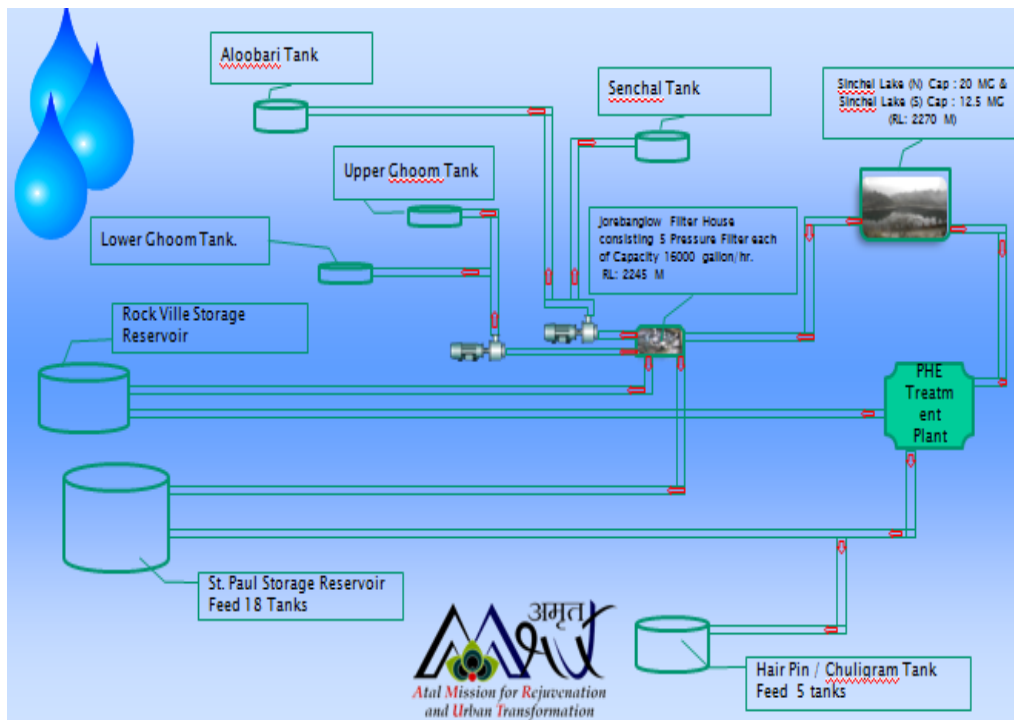 Aloobari Tank
Senchal Tank
Sinchel Lake (N) Cap : 20 MG &
Sinchel Lake (S) Cap : 12.5 MG
(RL: 2270 M)
Upper Ghoom Tank
Lower Ghoom Tank.
Jorebanglow Filter House
consisting 5 Pressure Filter each
of Capacity 16000 gallon/hr.
RL: 2245 M
Rock Ville Storage
Reservoir
PHE
Treatm
ent
Plant
St. Paul Storage Reservoir
Feed 18 Tanks
अमृत
Atal Mission for Rejuvenation
and Urban Transformation
Hair Pin / Chuligram Tank
Feed 5 tanks